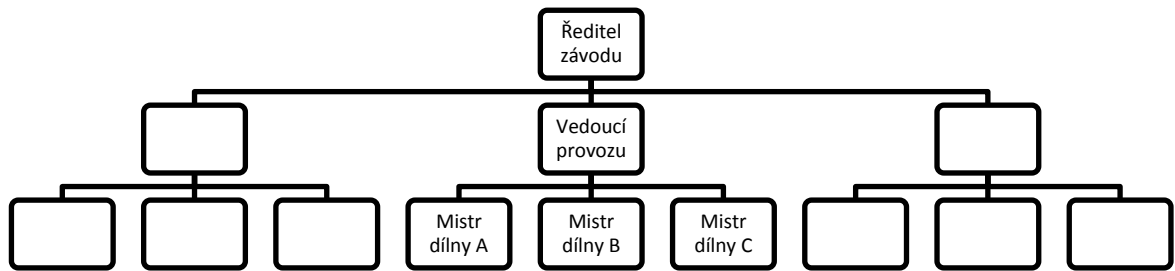 Ředitel
závodu
Vedoucí
provozu
Mistr
dílny A
Mistr
dílny B
Mistr
dílny C